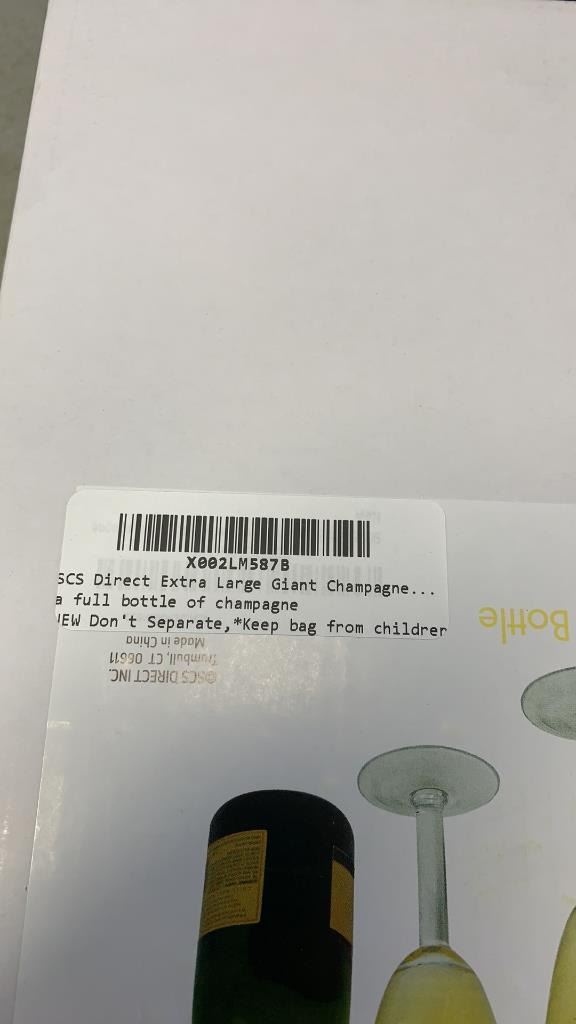 X002LM587B
SCS Direct Extra Large Giant Champagne...
a full bottle of champagne
Don't Separate,*Keep bag from children
©SCS DIRECT INC.
Trumbull, CT 06611
Made in China
Bottle